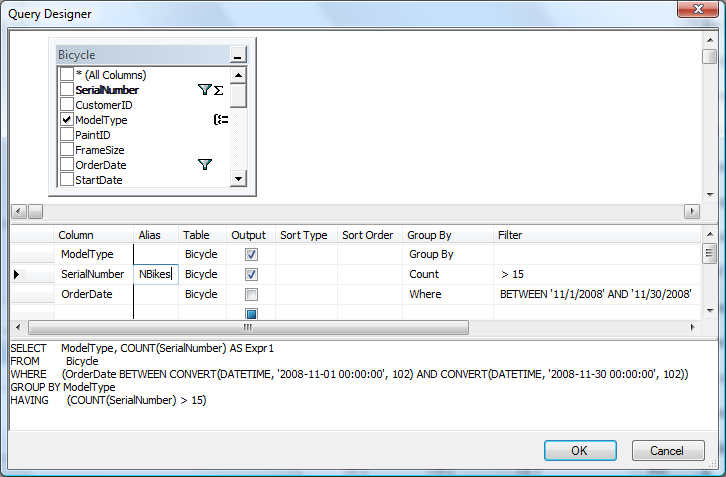 Query Designer
Bicycle
* (All Columns)
SerialNumber
CustomerID
ModelType
PaintID
FrameSize
OrderDate
StartDate
Column Alias Table Output Sort Type Sort Order Group By Filter
ModelType Bicycle Group By
SerialNumber NBikes Bicycle Count > 15
OrderDate Bicycle Where BETWEEN '11/1/2008' AND '11/30/2008'
SELECT ModelType, COUNT(SerialNumber) AS Expr1
FROM Bicycle
WHERE (OrderDate BETWEEN CONVERT(DATETIME, '2008-11-01 00:00:00', 102) AND CONVERT(DATETIME, '2008-11-30 00:00:00', 102))
GROUP BY ModelType
HAVING (COUNT(SerialNumber) > 15)
OK Cancel